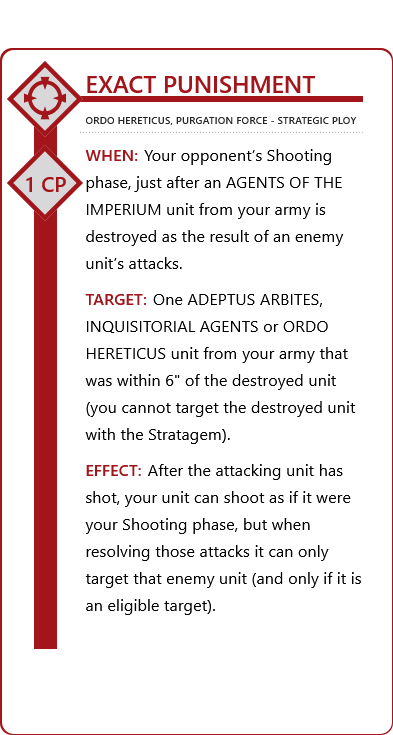 EXACT PUNISHMENT
ORDO HERETICUS, PURGATION FORCE - STRATEGIC PLOY
WHEN: Your opponent’s Shooting
phase, just after an AGENTS OF THE
IMPERIUM unit from your army is
destroyed as the result of an enemy
unit’s attacks.
1 CP
TARGET: One ADEPTUS ARBITES,
INQUISITORIAL AGENTS or ORDO
HERETICUS unit from your army that
was within 6" of the destroyed unit
(you cannot target the destroyed unit
with the Stratagem).
EFFECT: After the attacking unit has
shot, your unit can shoot as if it were
your Shooting phase, but when
resolving those attacks it can only
target that enemy unit (and only if it is
an eligible target).